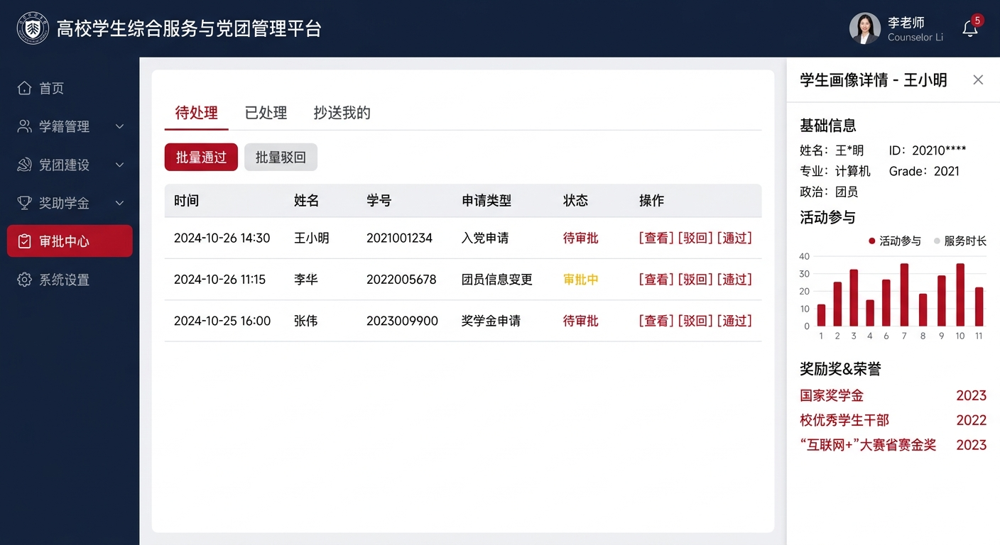 高校学生综合服务与党团管理平台
李老师
Counselor Li
5
首页
学籍管理
党团建设
奖助学金
审批中心
系统设置
待处理 已处理 抄送我的
批量通过 批量驳回
时间 姓名 学号 申请类型 状态 操作
2024-10-26 14:30 王小明 2021001234 入党申请 待审批 [查看] [驳回] [通过]
2024-10-26 11:15 李华 2022005678 团员信息变更 审批中 [查看] [驳回] [通过]
2024-10-25 16:00 张伟 2023009900 奖学金申请 待审批 [查看] [驳回] [通过]
学生画像详情 - 王小明
基础信息
姓名：王*明 ID：20210****
专业：计算机 Grade：2021
政治：团员
活动参与
活动参与 服务时长
40
30
20
10
0
1 2 3 4 6 7 8 9 10 11
奖励奖&荣誉
国家奖学金 2023
校优秀学生干部 2022
“互联网+”大赛省赛金奖 2023